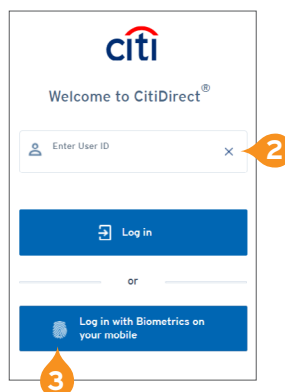 citi
Welcome to CitiDirect®
Enter User ID
2
Log in
or
Log in with Biometrics on
your mobile
3